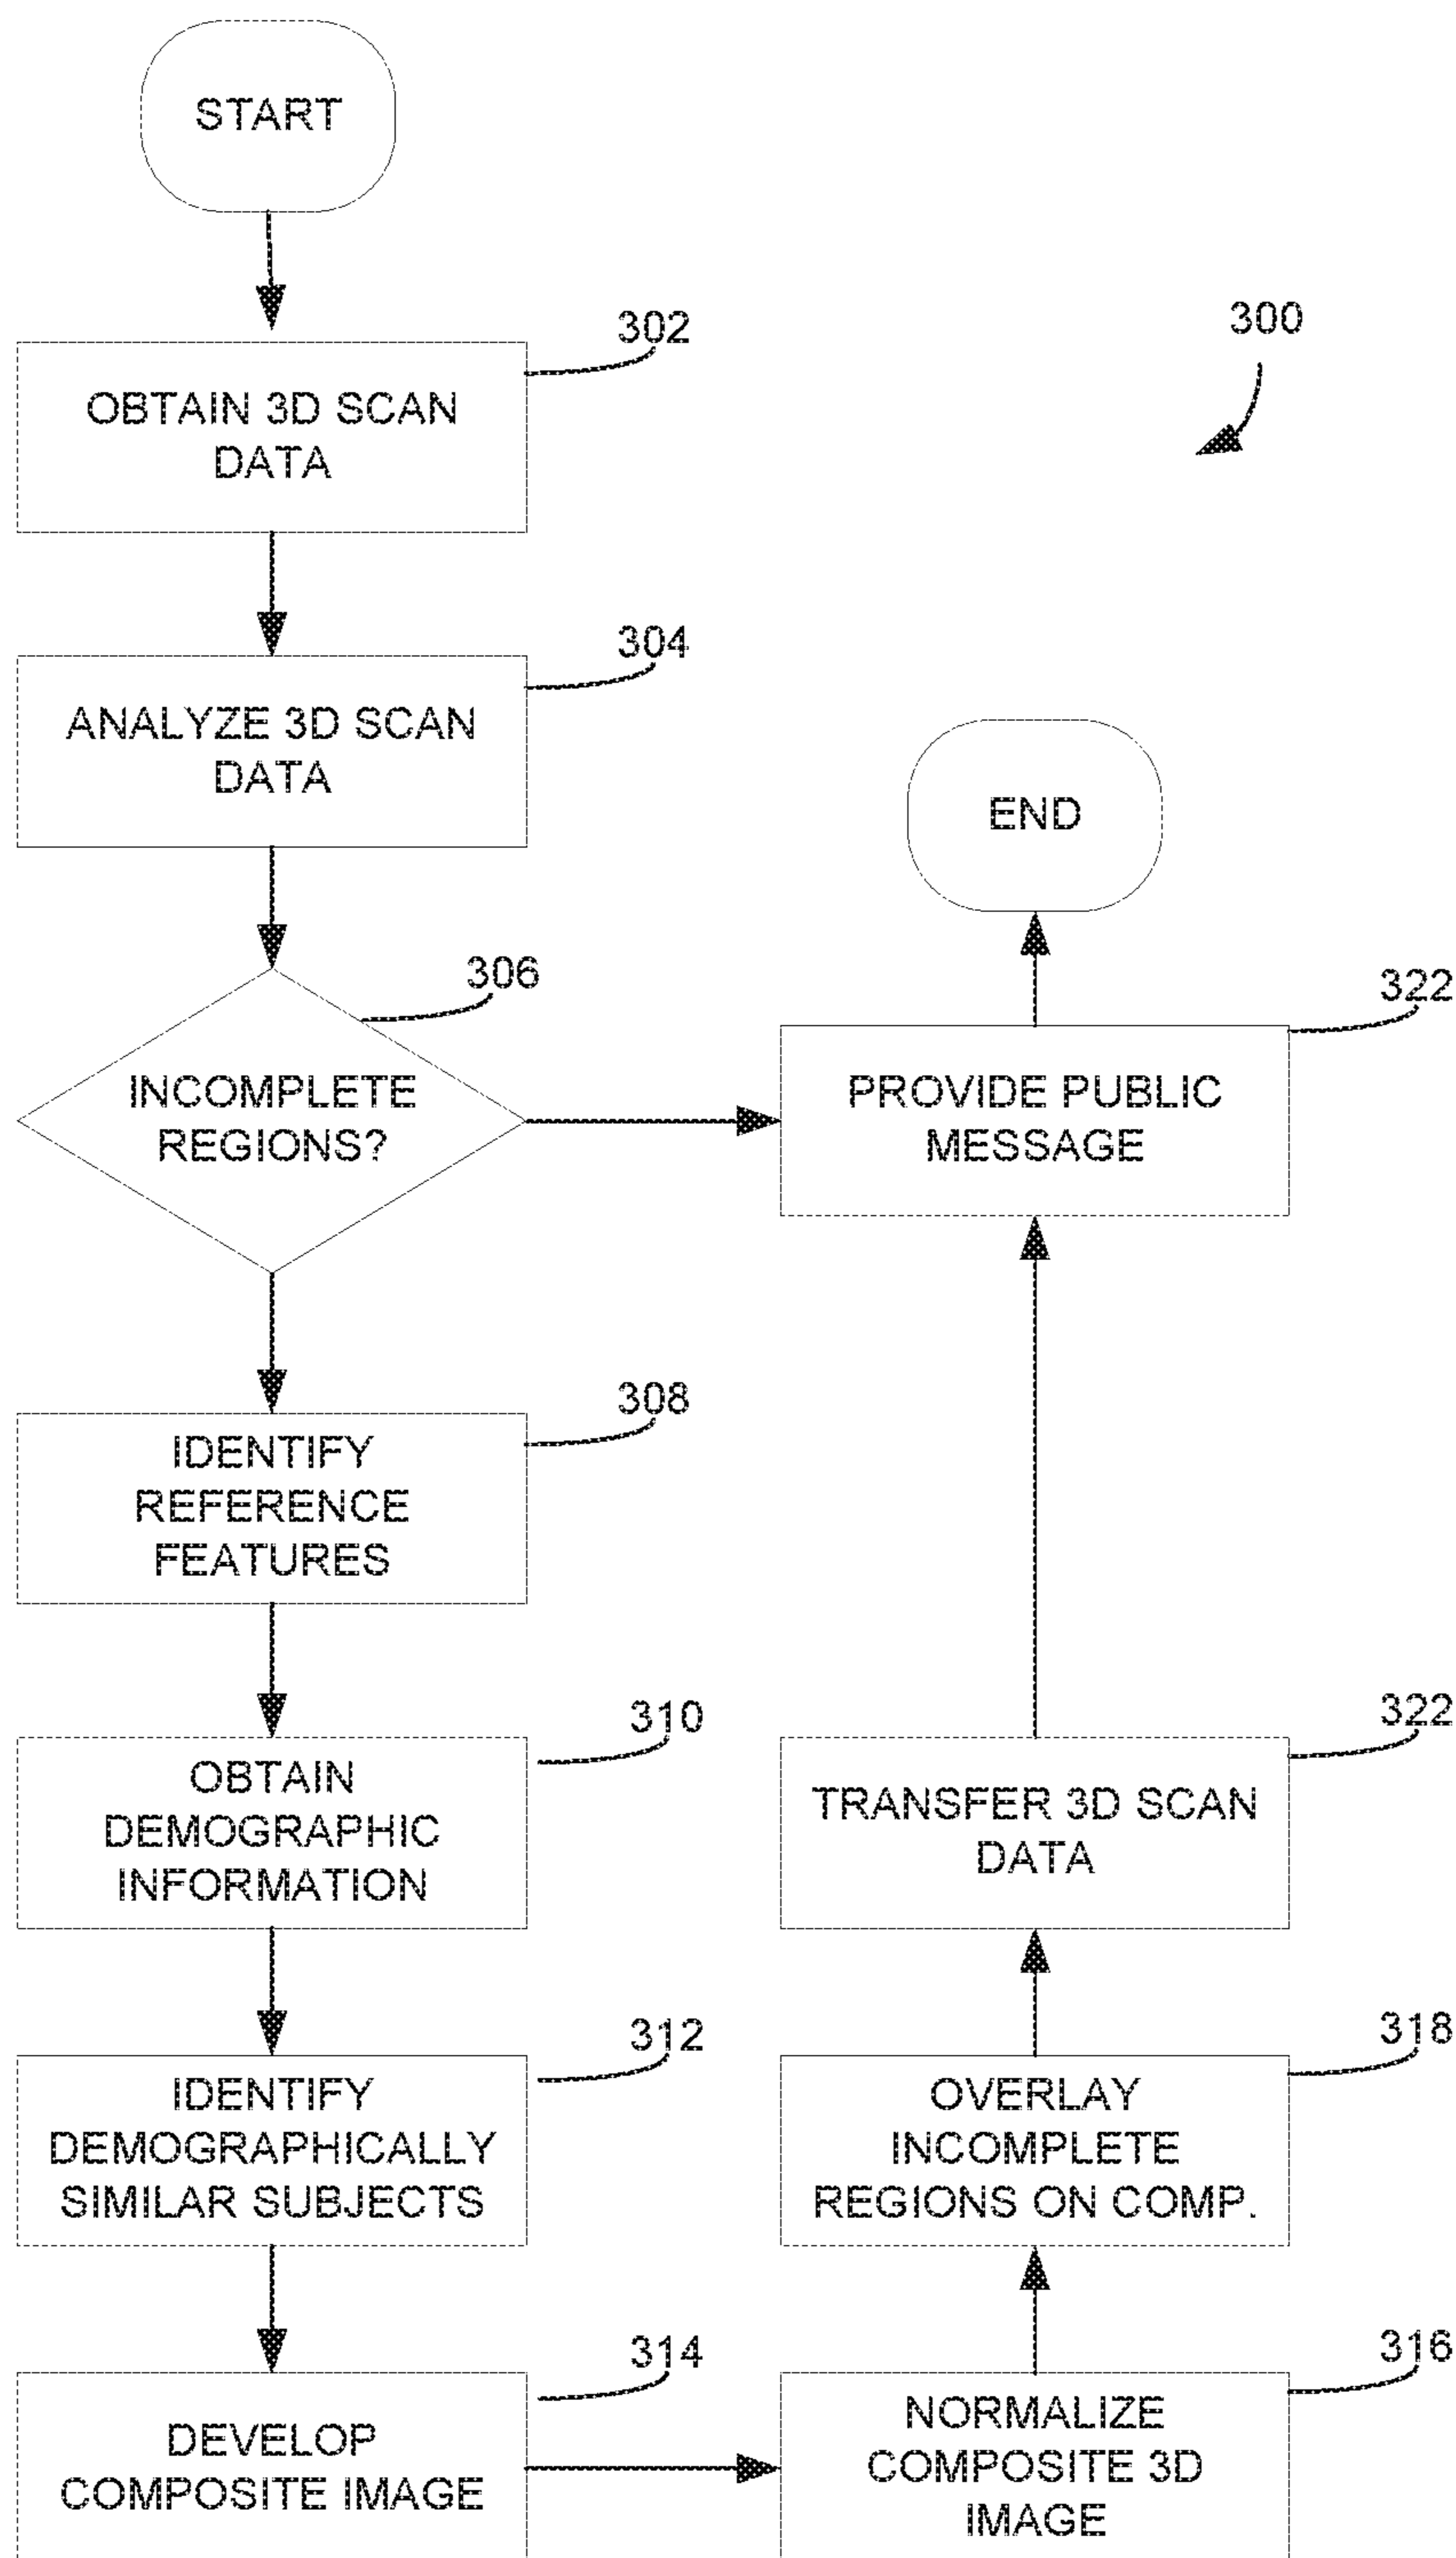 START
302
300
OBTAIN 3D SCAN
DATA
304
ANALYZE 3D SCAN
DATA
END
306
322
INCOMPLETE
REGIONS?
PROVIDE PUBLIC
MESSAGE
308
IDENTIFY
REFERENCE
FEATURES
310
OBTAIN
DEMOGRAPHIC
INFORMATION
322
TRANSFER 3D SCAN
DATA
312
IDENTIFY
DEMOGRAPHICALLY
SIMILAR SUBJECTS
318
OVERLAY
INCOMPLETE
REGIONS ON COMP.
314
DEVELOP
COMPOSITE IMAGE
316
NORMALIZE
COMPOSITE 3D
IMAGE